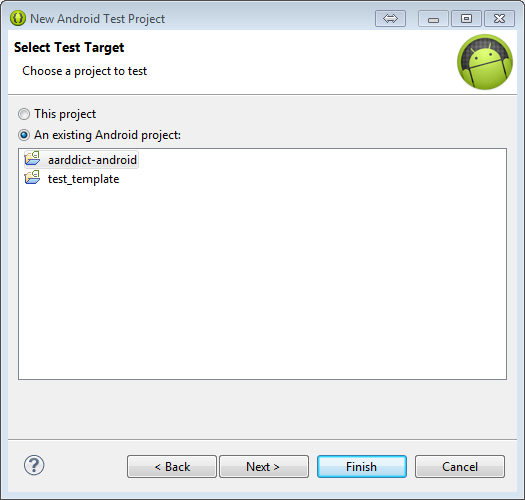 New Android Test Project
Select Test Target
Choose a project to test
This project
An existing Android project:
aarddict-android
test_template
?
< Back
Next >
Finish
Cancel